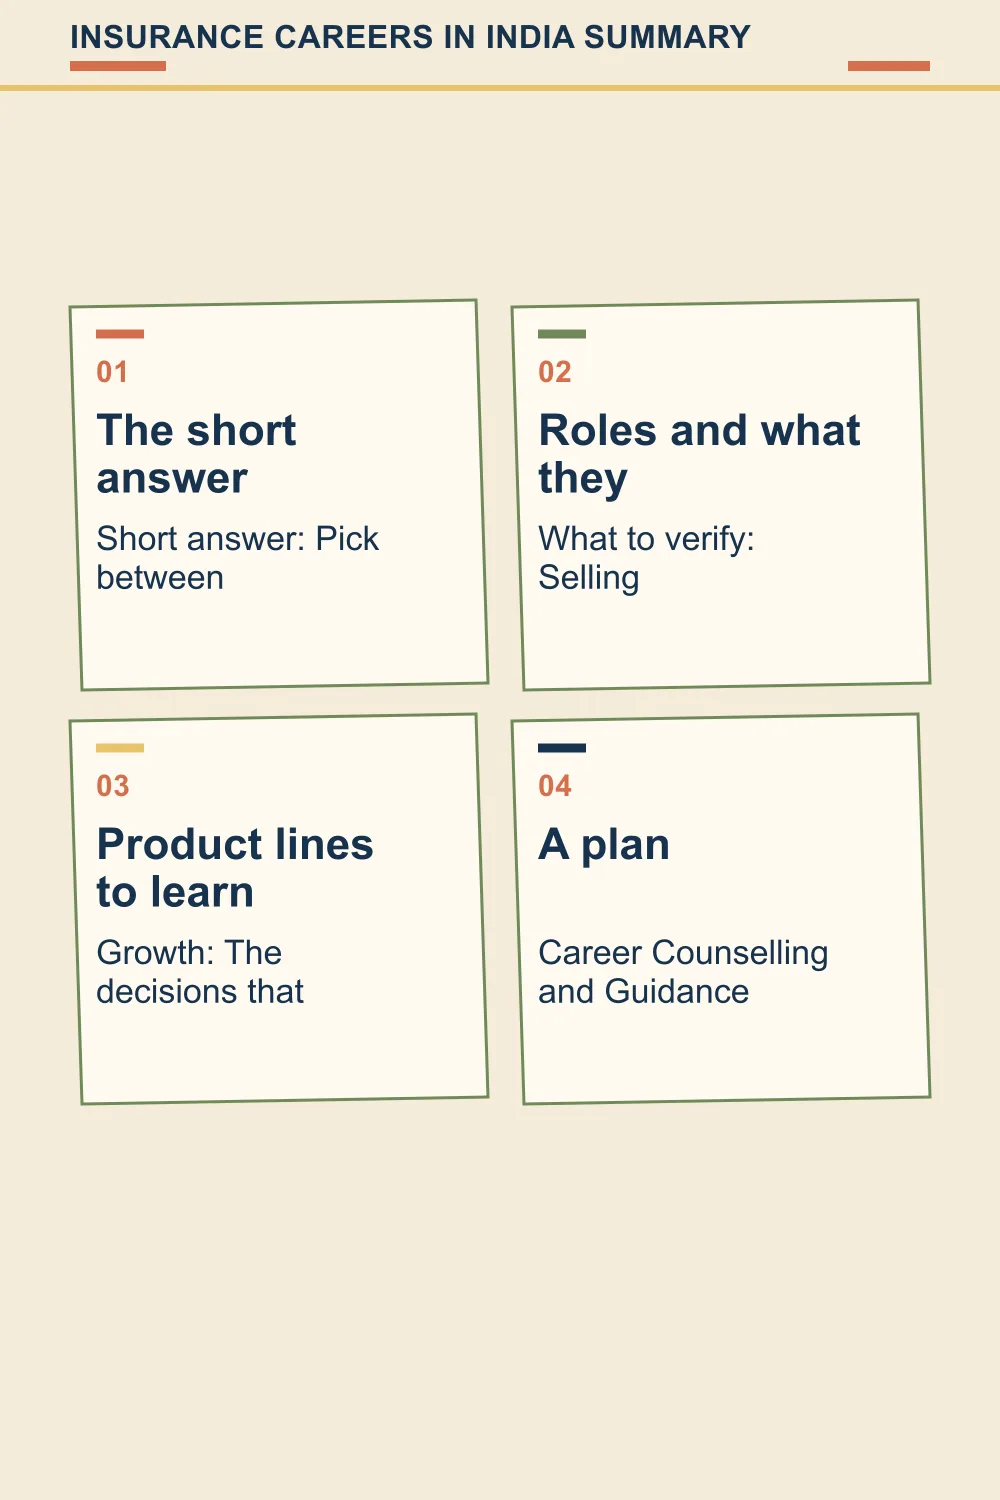 INSURANCE CAREERS IN INDIA SUMMARY
01
The short
answer
Short answer: Pick
between
02
Roles and what
they
What to verify:
Selling
03
Product lines
to learn
Growth: The
decisions that
04
A plan
Career Counselling
and Guidance